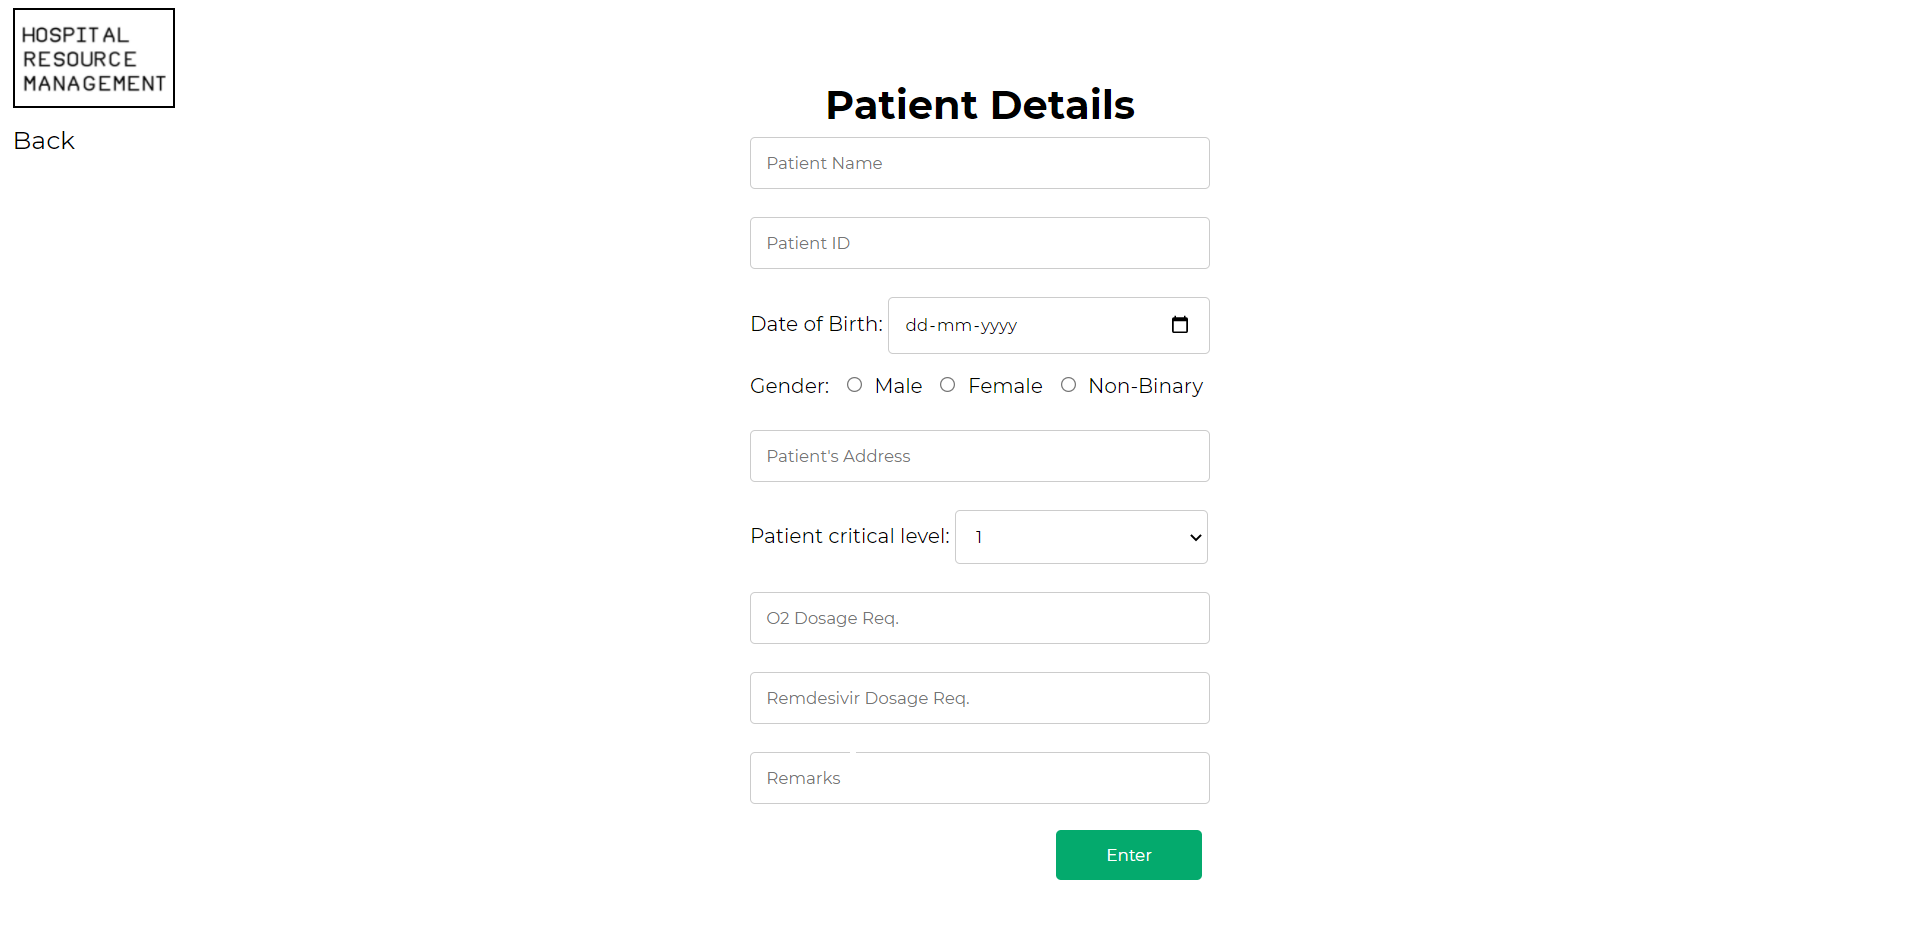 HOSPITAL
RESOURCE
MANAGEMENT
Back
Patient Details
Patient Name
Patient ID
Date of Birth: dd-mm-yyyy
Gender: Male Female Non-Binary
Patient's Address
Patient critical level: 1
O2 Dosage Req.
Remdesivir Dosage Req.
Remarks
Enter